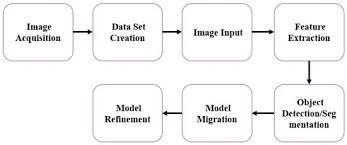 Image
Acquisition
Data Set
Creation
Image Input
Feature
Extraction
Object
Detection/Seg
mentation
Model
Migration
Model
Refinement